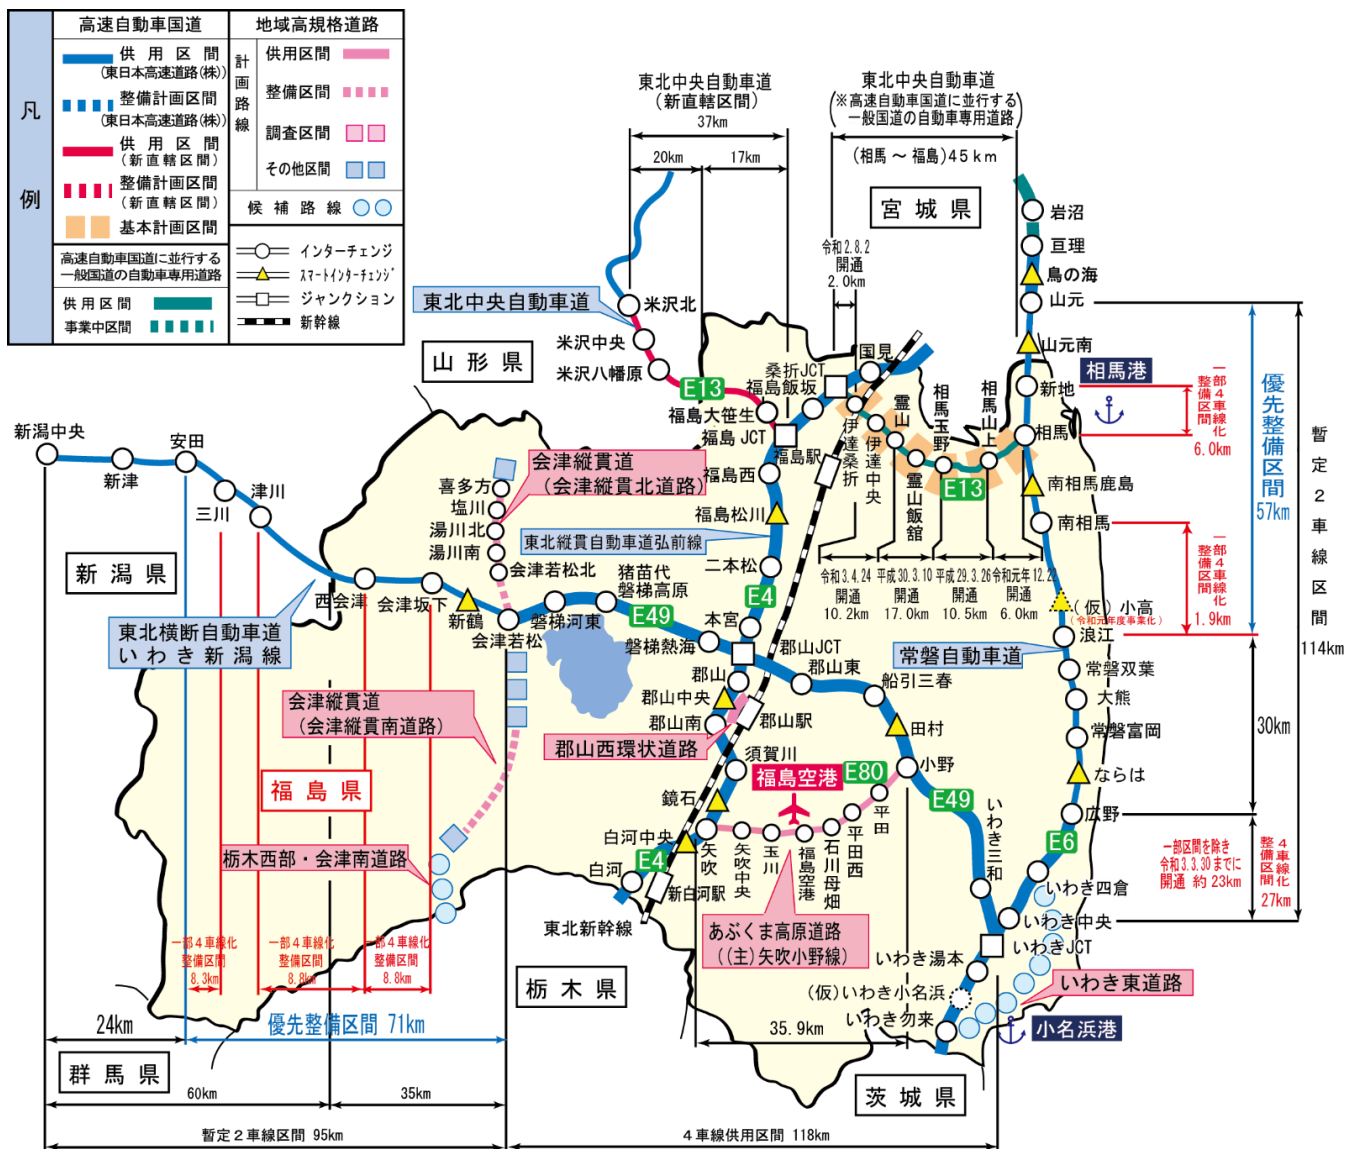 凡
例
高速自動車国道
供用区間
(東日本高速道路(株))
整備計画区間
(東日本高速道路(株))
供用区間
(新直轄区間)
整備計画区間
(新直轄区間)
基本計画区間
高速自動車国道に並行する
一般国道の自動車専用道路
供用区間
事業中区間
地域高規格道路
計画路線
供用区間
整備区間
調査区間
その他区間
候補路線
インターチェンジ
スマートインターチェンジ
ジャンクション
新幹線
東北中央自動車道
(新直轄区間)
37km
20km
17km
東北中央自動車道
(※高速自動車国道に並行する
一般国道の自動車専用道路)
(相馬 ~ 福島)45km
宮城県
令和2.8.2
開通
2.0km
岩沼
亘理
鳥の海
山元
山元南
新地
相馬港
相馬
南相馬鹿島
南相馬
(仮)小高
(令和元年度事業化)
浪江
常磐双葉
大熊
常磐富岡
ならは
広野
E6
いわき四倉
いわき中央
いわきJCT
いわき湯本
(仮)いわき小名浜
いわき勿来
いわき東道路
小名浜港
常磐自動車道
一部4車線化
整備区間
6.0km
一部4車線化
整備区間
1.9km
優先整備区間
57km
暫定2車線区間
114km
30km
一部区間を除き
令和3.3.30までに
開通 約23km
4車線化
整備区間
27km
東北中央自動車道
米沢北
米沢中央
米沢八幡原
山形県
E13
福島大笹生
福島JCT
福島飯坂
桑折JCT
国見
福島駅
伊達桑折
伊達中央
霊山
霊山飯舘
相馬玉野
相馬山上
E13
令和3.4.24
開通
10.2km
平成30.3.10
開通
17.0km
平成29.3.26
開通
10.5km
令和元年12.22
開通
6.0km
福島西
福島松川
東北縦貫自動車道弘前線
二本松
E4
本宮
郡山JCT
郡山
郡山中央
郡山南
郡山駅
郡山西環状道路
須賀川
鏡石
白河中央
白河
E4
矢吹
新白河駅
東北新幹線
新潟中央
新津
安田
三川
津川
新潟県
西会津
会津坂下
新鶴
会津若松
磐梯河東
猪苗代
磐梯高原
E49
磐梯熱海
郡山東
船引三春
田村
小野
E49
いわき三和
東北横断自動車道
いわき新潟線
喜多方
塩川
湯川北
湯川南
会津若松北
会津縦貫道
(会津縦貫北道路)
会津縦貫道
(会津縦貫南道路)
福島県
栃木西部・会津南道路
福島空港
E80
矢吹中央
玉川
福島空港
石川母畑
平田西
平田
あぶくま高原道路
((主)矢吹小野線)
35.9km
一部4車線化
整備区間
8.3km
一部4車線化
整備区間
8.8km
一部4車線化
整備区間
8.8km
24km
優先整備区間 71km
群馬県
栃木県
茨城県
60km
35km
暫定2車線区間 95km
4車線供用区間 118km